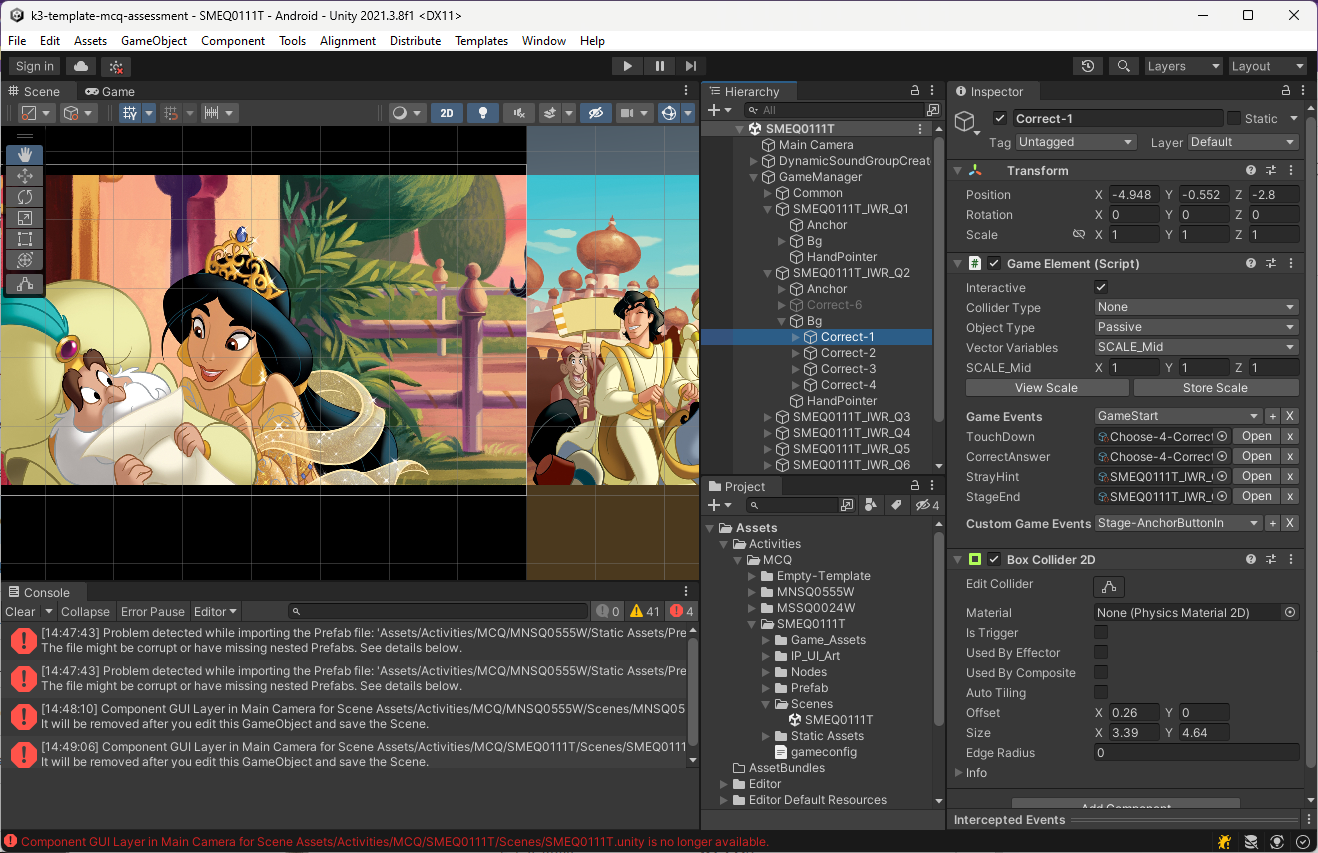 k3-template-mcq-assessment - SMEQ0111T - Android - Unity 2021.3.8f1 <DX11>
File Edit Assets GameObject Component Tools Alignment Distribute Templates Window Help
Sign in
Layers Layout
Scene Game
2D
Hierarchy
All
SMEQ0111T
Main Camera
DynamicSoundGroupCreat
GameManager
Common
SMEQ0111T_IWR_Q1
Anchor
Bg
HandPointer
SMEQ0111T_IWR_Q2
Anchor
Correct-6
Bg
Correct-1
Correct-2
Correct-3
Correct-4
HandPointer
SMEQ0111T_IWR_Q3
SMEQ0111T_IWR_Q4
SMEQ0111T_IWR_Q5
SMEQ0111T_IWR_Q6
Project
4
Assets
Activities
MCQ
Empty-Template
MNSQ0555W
MSSQ0024W
SMEQ0111T
Game_Assets
IP_UI_Art
Nodes
Prefab
Scenes
SMEQ0111T
Static Assets
gameconfig
AssetBundles
Editor
Editor Default Resources
Inspector
Correct-1 Static
Tag Untagged Layer Default
Transform
Position X -4.948 Y -0.552 Z -2.8
Rotation X 0 Y 0 Z 0
Scale X 1 Y 1 Z 1
# Game Element (Script)
Interactive
Collider Type None
Object Type Passive
Vector Variables SCALE_Mid
SCALE_Mid X 1 Y 1 Z 1
View Scale Store Scale
Game Events GameStart + X
TouchDown Choose-4-Correct Open x
CorrectAnswer Choose-4-Correct Open x
StrayHint SMEQ0111T_IWR_ Open x
StageEnd SMEQ0111T_IWR_ Open x
Custom Game Events Stage-AnchorButtonIn + X
Box Collider 2D
Edit Collider
Material None (Physics Material 2D)
Is Trigger
Used By Effector
Used By Composite
Auto Tiling
Offset X 0.26 Y 0
Size X 3.39 Y 4.64
Edge Radius 0
Info
Add Component
Intercepted Events
Console
Clear Collapse Error Pause Editor 0 41 4
[14:47:43] Problem detected while importing the Prefab file: 'Assets/Activities/MCQ/MNSQ0555W/Static Assets/Pre
The file might be corrupt or have missing nested Prefabs. See details below.
[14:47:43] Problem detected while importing the Prefab file: 'Assets/Activities/MCQ/MNSQ0555W/Static Assets/Pre
The file might be corrupt or have missing nested Prefabs. See details below.
[14:48:10] Component GUI Layer in Main Camera for Scene Assets/Activities/MCQ/MNSQ0555W/Scenes/MNSQ05
It will be removed after you edit this GameObject and save the Scene.
[14:49:06] Component GUI Layer in Main Camera for Scene Assets/Activities/MCQ/SMEQ0111T/Scenes/SMEQ0111
It will be removed after you edit this GameObject and save the Scene.
Component GUI Layer in Main Camera for Scene Assets/Activities/MCQ/SMEQ0111T/Scenes/SMEQ0111T.unity is no longer available.